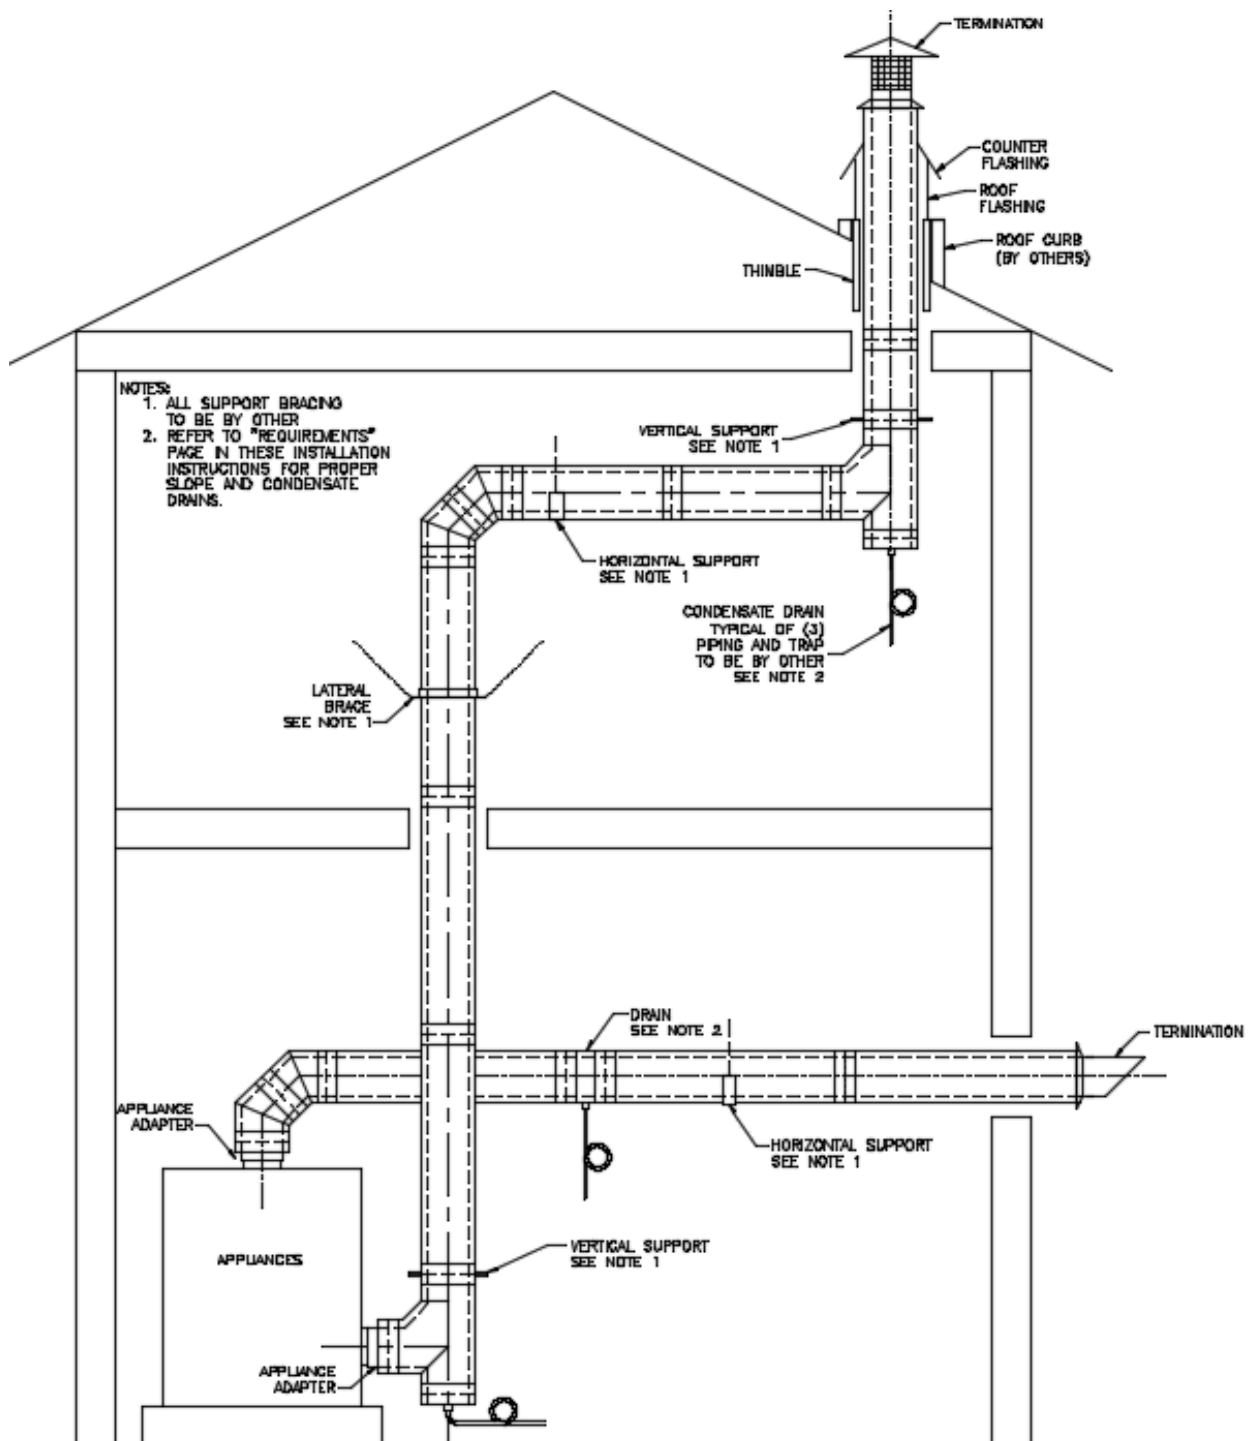 TERMINATION
COUNTER
FLASHING
ROOF
FLASHING
ROOF CURB
(BY OTHERS)
THINBLE
NOTES:
1. ALL SUPPORT BRACING
TO BE BY OTHER
2. REFER TO "REQUIREMENTS"
PAGE IN THESE INSTALLATION
INSTRUCTIONS FOR PROPER
SLOPE AND CONDENSATE
DRAINS.
VERTICAL SUPPORT
SEE NOTE 1
HORIZONTAL SUPPORT
SEE NOTE 1
CONDENSATE DRAIN
TYPICAL OF (3)
PIPING AND TRAP
TO BE BY OTHER
SEE NOTE 2
LATERAL
BRACE
SEE NOTE 1
DRAIN
SEE NOTE 2
TERMINATION
APPLIANCE
ADAPTER
HORIZONTAL SUPPORT
SEE NOTE 1
VERTICAL SUPPORT
SEE NOTE 1
APPLIANCES
APPLIANCE
ADAPTER